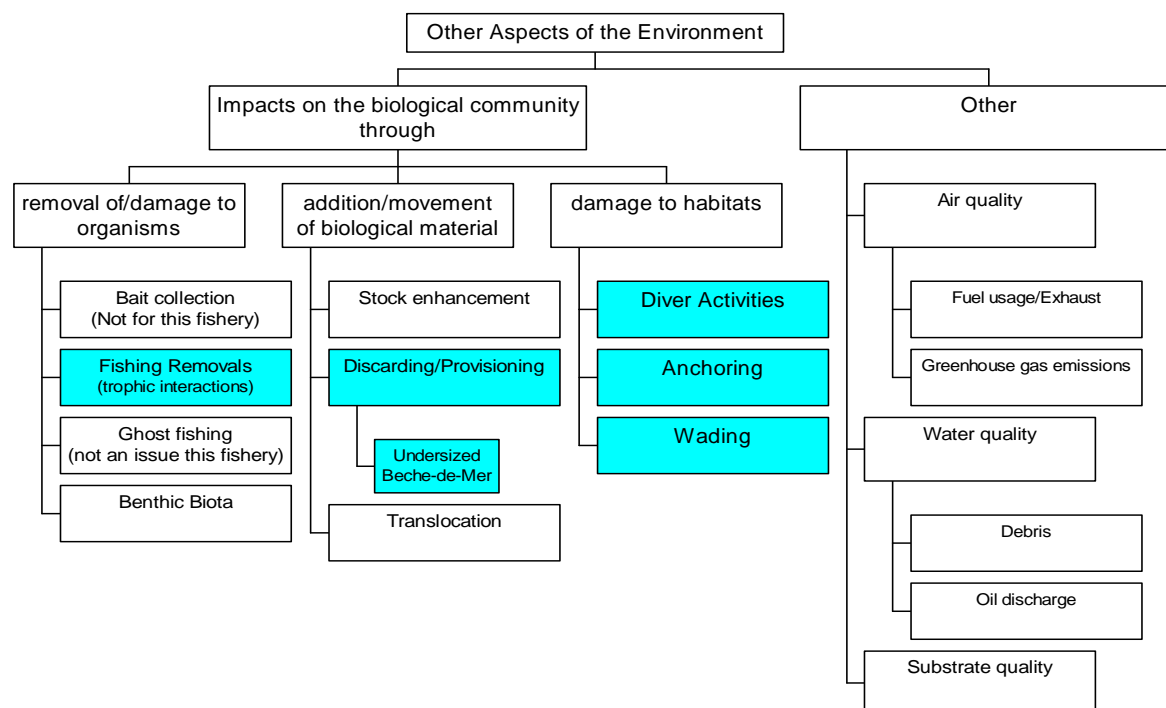 Other Aspects of the Environment
Impacts on the biological community
through
Other
removal of/damage to
organisms
addition/movement
of biological material
damage to habitats
Bait collection
(Not for this fishery)
Fishing Removals
(trophic interactions)
Ghost fishing
(not an issue this fishery)
Benthic Biota
Stock enhancement
Discarding/Provisioning
Undersized
Beche-de-Mer
Translocation
Diver Activities
Anchoring
Wading
Air quality
Fuel usage/Exhaust
Greenhouse gas emissions
Water quality
Debris
Oil discharge
Substrate quality